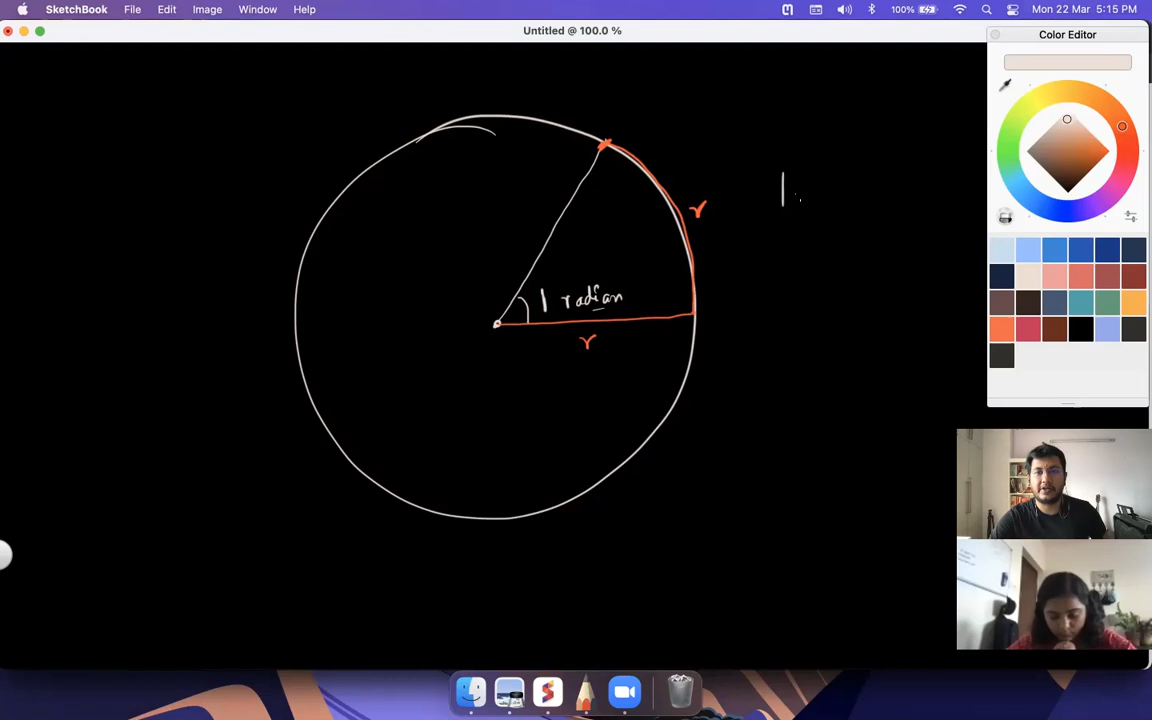 SketchBook File Edit Image Window Help 100% Mon 22 Mar 5:15 PM
Untitled @ 100.0 %
Color Editor
r
1 radian
r